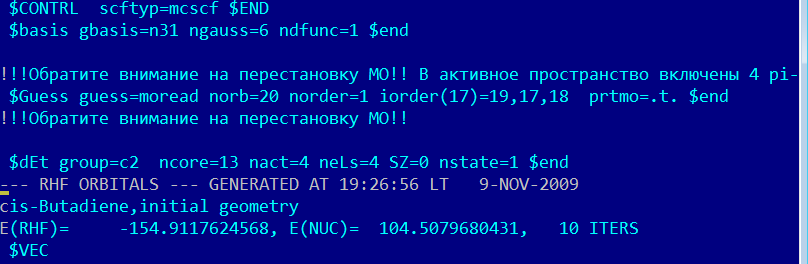 $CONTRL scftyp=mcscf $END
$basis gbasis=n31 ngauss=6 ndfunc=1 $end
!!!Обратите внимание на перестановку МО!! В активное пространство включены 4 pi-
$Guess guess=moread norb=20 norder=1 iorder(17)=19,17,18 prtmo=.t. $end
!!!Обратите внимание на перестановку МО!!
$dEt group=c2 ncore=13 nact=4 neLs=4 SZ=0 nstate=1 $end
--- RHF ORBITALS --- GENERATED AT 19:26:56 LT 9-NOV-2009
cis-Butadiene,initial geometry
E(RHF)= -154.9117624568, E(NUC)= 104.5079680431, 10 ITERS
$VEC